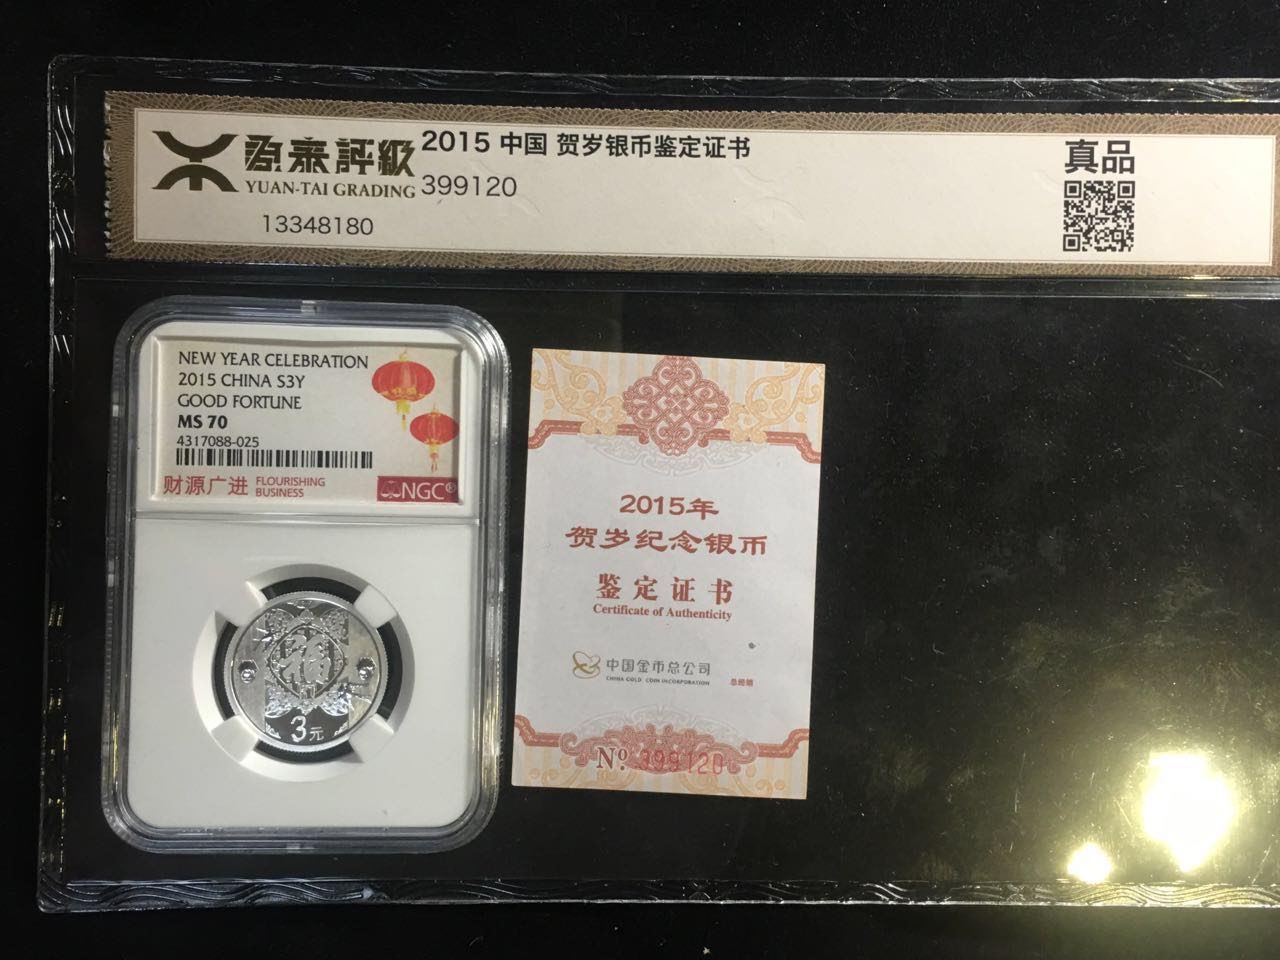 源泰評級
YUAN-TAI GRADING
13348180
2015 中国 贺岁银币鉴定证书
399120
真品
NEW YEAR CELEBRATION
2015 CHINA S3Y
GOOD FORTUNE
MS 70
4317088-025
财源广进
FLOURISHING
BUSINESS
NGC®
福
3元
2015年
贺岁纪念银币
鉴定证书
Certificate of Authenticity
中国金币总公司
CHINA GOLD COIN INCORPORATION
总经销
Nº 399120